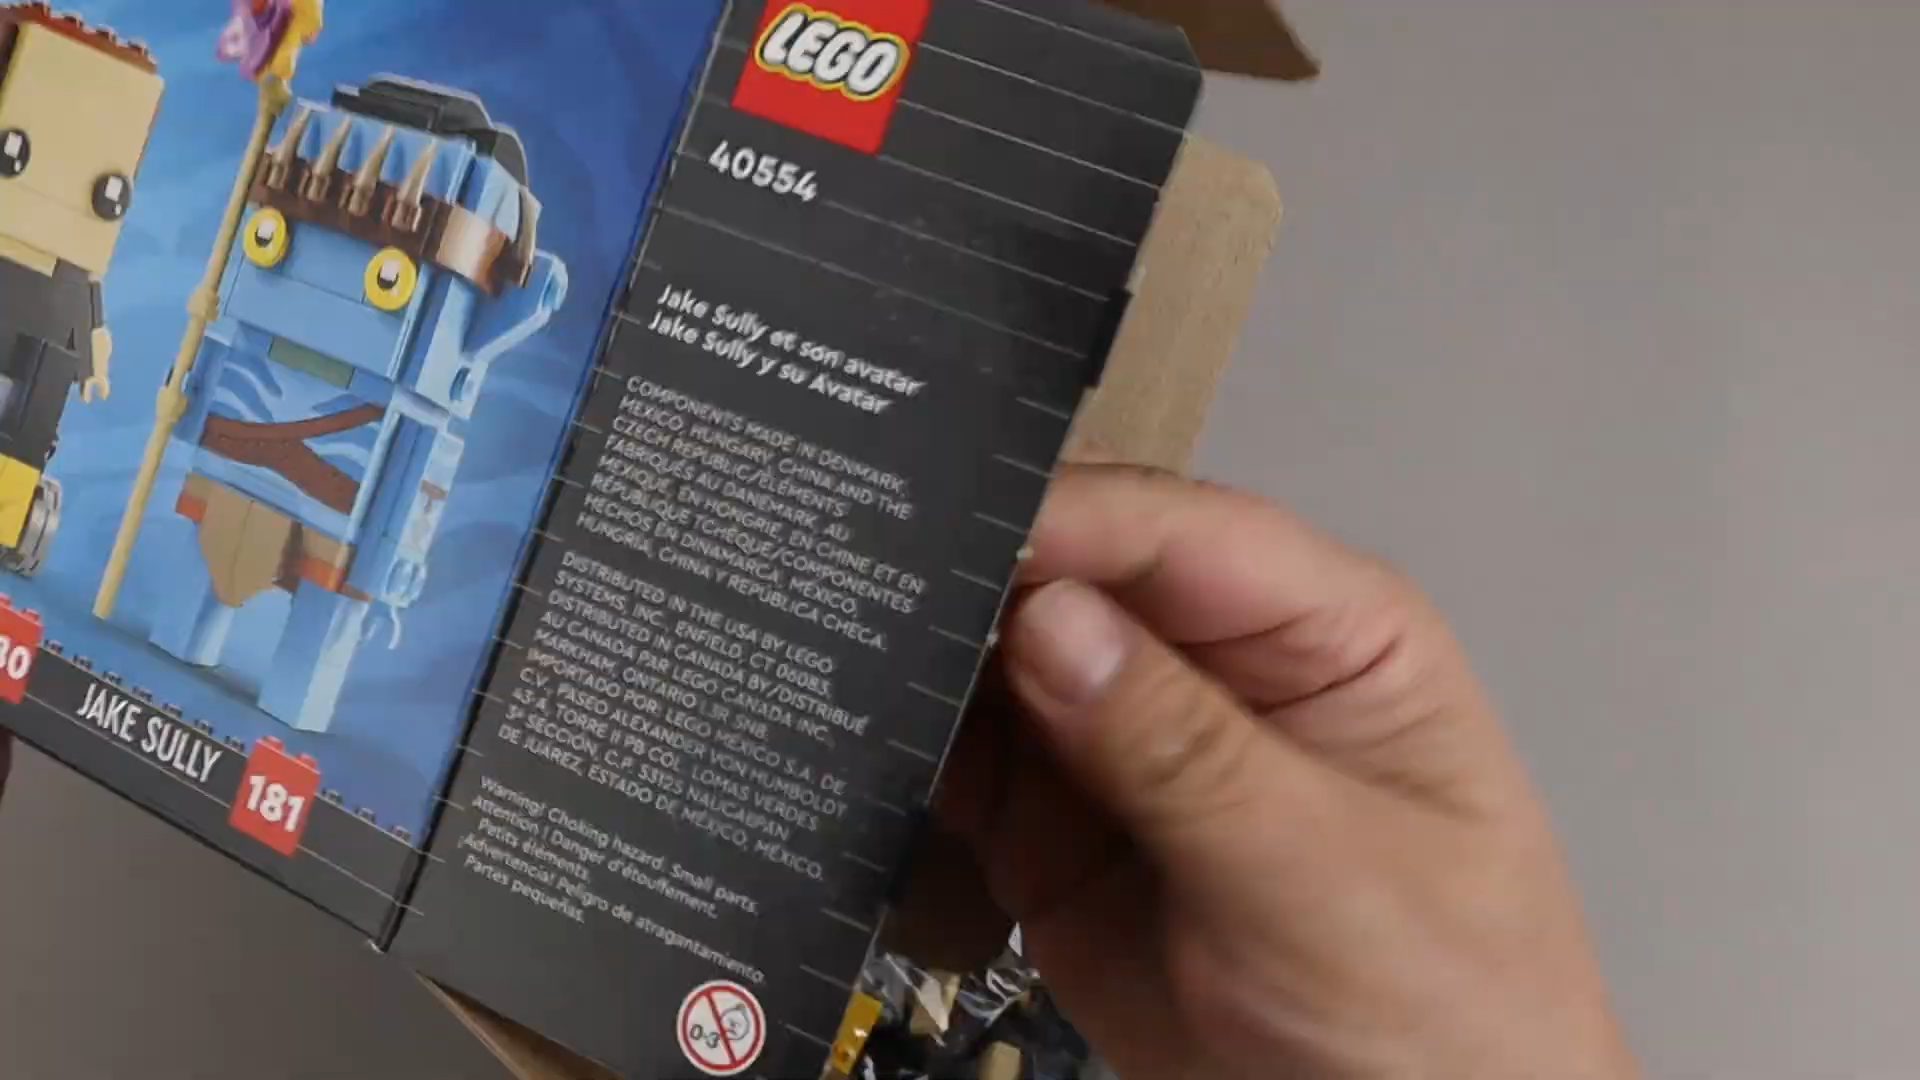 LEGO
40554
Jake Sully et son avatar
Jake Sully y su Avatar
COMPONENTS MADE IN DENMARK,
MEXICO, HUNGARY, CHINA AND THE
CZECH REPUBLIC/ÉLÉMENTS
FABRIQUÉS AU DANEMARK, AU
MEXIQUE, EN HONGRIE, EN CHINE ET EN
RÉPUBLIQUE TCHÈQUE/COMPONENTES
HECHOS EN DINAMARCA, MÉXICO,
HUNGRÍA, CHINA Y REPÚBLICA CHECA.
DISTRIBUTED IN THE USA BY LEGO
SYSTEMS, INC., ENFIELD, CT 06083.
DISTRIBUTED IN CANADA BY/DISTRIBUÉ
AU CANADA PAR LEGO CANADA INC.,
MARKHAM, ONTARIO L3R 5N8.
IMPORTADO POR: LEGO MÉXICO S.A. DE
C.V., PASEO ALEXANDER VON HUMBOLDT
43-A, TORRE II PB COL. LOMAS VERDES
3ª SECCIÓN, C.P. 53125 NAUCALPAN
DE JUÁREZ, ESTADO DE MÉXICO, MÉXICO.
Warning! Choking hazard. Small parts.
Attention ! Danger d'étouffement.
Petits éléments.
¡Advertencia! Peligro de atragantamiento.
Partes pequeñas.
0-3
JAKE SULLY
181